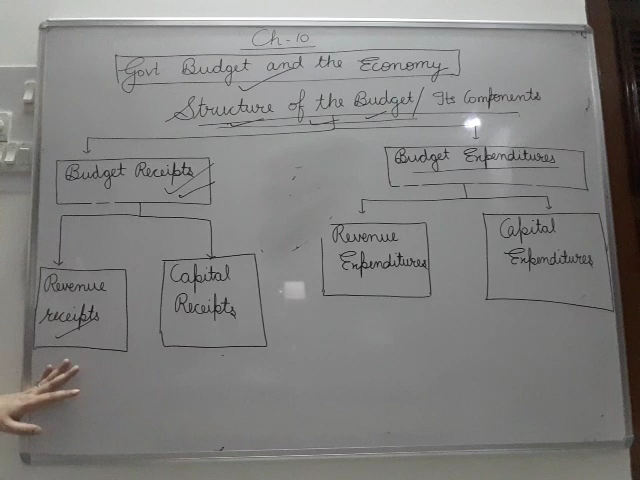 Ch-10
Govt Budget and the Economy
Structure of the Budget/ Its Components
Budget Receipts
Budget Expenditures
Revenue receipts
Capital Receipts
Revenue Expenditures
Capital Expenditures